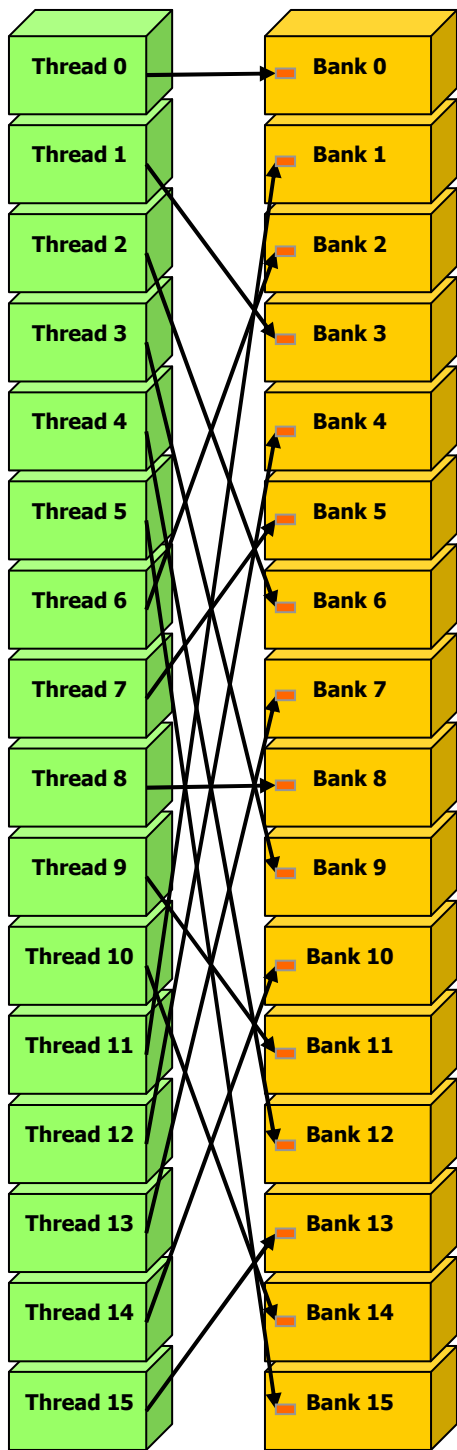 Thread 0
Bank 0
Thread 1
Bank 1
Thread 2
Bank 2
Thread 3
Bank 3
Thread 4
Bank 4
Thread 5
Bank 5
Thread 6
Bank 6
Thread 7
Bank 7
Thread 8
Bank 8
Thread 9
Bank 9
Thread 10
Bank 10
Thread 11
Bank 11
Thread 12
Bank 12
Thread 13
Bank 13
Thread 14
Bank 14
Thread 15
Bank 15